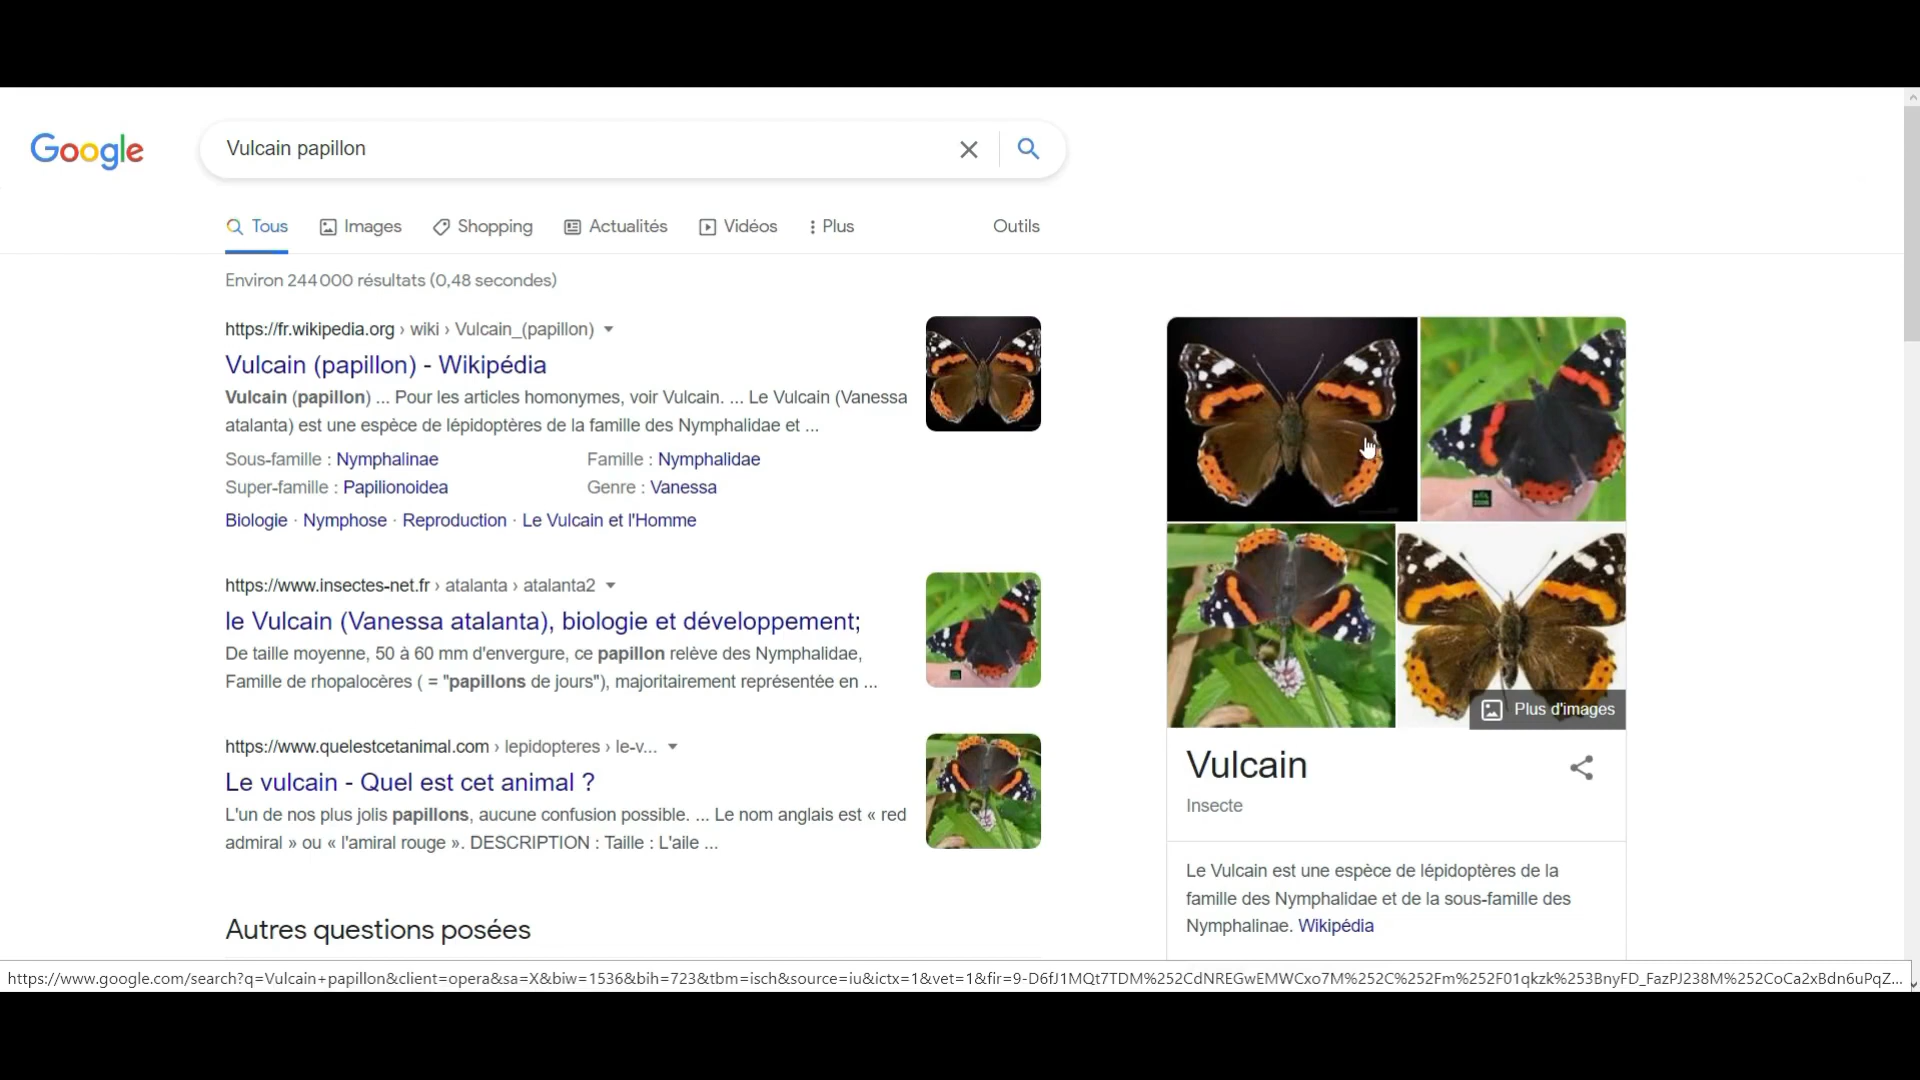 Google
Vulcain papillon
Tous
Images
Shopping
Actualités
Vidéos
Plus
Outils
Environ 244 000 résultats (0,48 secondes)
https://fr.wikipedia.org › wiki › Vulcain_(papillon)
Vulcain (papillon) - Wikipédia
Vulcain (papillon) ... Pour les articles homonymes, voir Vulcain. ... Le Vulcain (Vanessa
atalanta) est une espèce de lépidoptères de la famille des Nymphalidae et ...
Sous-famille : Nymphalinae
Famille : Nymphalidae
Super-famille : Papilionoidea
Genre : Vanessa
Biologie · Nymphose · Reproduction · Le Vulcain et l'Homme
https://www.insectes-net.fr › atalanta › atalanta2
le Vulcain (Vanessa atalanta), biologie et développement;
De taille moyenne, 50 à 60 mm d'envergure, ce papillon relève des Nymphalidae,
Famille de rhopalocères ( = "papillons de jours"), majoritairement représentée en ...
https://www.quelestcetanimal.com › lepidopteres › le-v...
Le vulcain - Quel est cet animal ?
L'un de nos plus jolis papillons, aucune confusion possible. ... Le nom anglais est « red
admiral » ou « l'amiral rouge ». DESCRIPTION : Taille : L'aile ...
Autres questions posées
Plus d'images
Vulcain
Insecte
Le Vulcain est une espèce de lépidoptères de la
famille des Nymphalidae et de la sous-famille des
Nymphalinae. Wikipédia
https://www.google.com/search?q=Vulcain+papillon&client=opera&sa=X&biw=1536&bih=723&tbm=isch&source=iu&ictx=1&vet=1&fir=9-D6fJ1MQt7TDM%252CdNREGwEMWCxo7M%252C%252Fm%252F01qkzk%253BnyFD_FazPJ238M%252CoCa2xBdn6uPqZ...